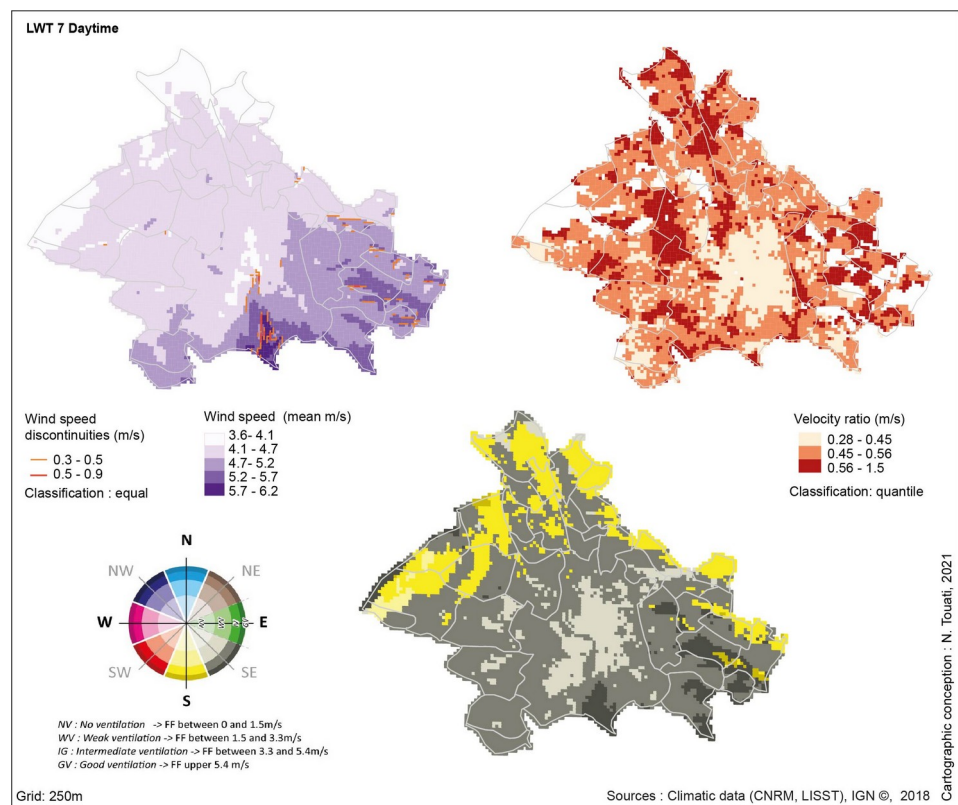 LWT 7 Daytime
Wind speed
discontinuities (m/s)
0.3 - 0.5
0.5 - 0.9
Classification : equal
Wind speed (mean m/s)
3.6- 4.1
4.1 - 4.7
4.7- 5.2
5.2 - 5.7
5.7 - 6.2
Velocity ratio (m/s)
0.28 - 0.45
0.45 - 0.56
0.56 - 1.5
Classification: quantile
N
NW
NE
W
E
SW
SE
S
NV : No ventilation -> FF between 0 and 1.5m/s
WV : Weak ventilation -> FF between 1.5 and 3.3m/s
IG : Intermediate ventilation -> FF between 3.3 and 5.4m/s
GV : Good ventilation -> FF upper 5.4 m/s
Grid: 250m
Sources : Climatic data (CNRM, LISST), IGN ©, 2018
Cartographic conception : N. Touati, 2021